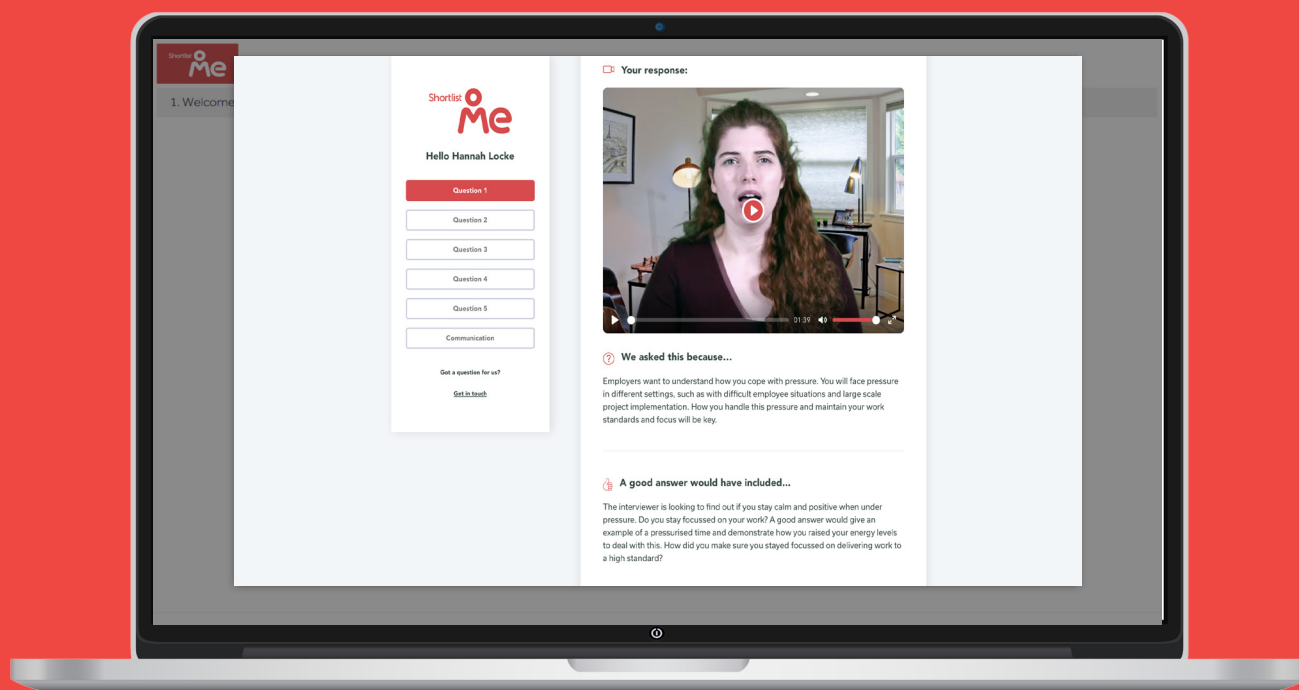 Shortlist
Me
1. Welcome
Shortlist
Me
Hello Hannah Locke
Question 1
Question 2
Question 3
Question 4
Question 5
Communication
Got a question for us?
Get in touch
Your response:
01:39
We asked this because...
Employers want to understand how you cope with pressure. You will face pressure
in different settings, such as with difficult employee situations and large scale
project implementation. How you handle this pressure and maintain your work
standards and focus will be key.
A good answer would have included...
The interviewer is looking to find out if you stay calm and positive when under
pressure. Do you stay focussed on your work? A good answer would give an
example of a pressurised time and demonstrate how you raised your energy levels
to deal with this. How did you make sure you stayed focussed on delivering work to
a high standard?